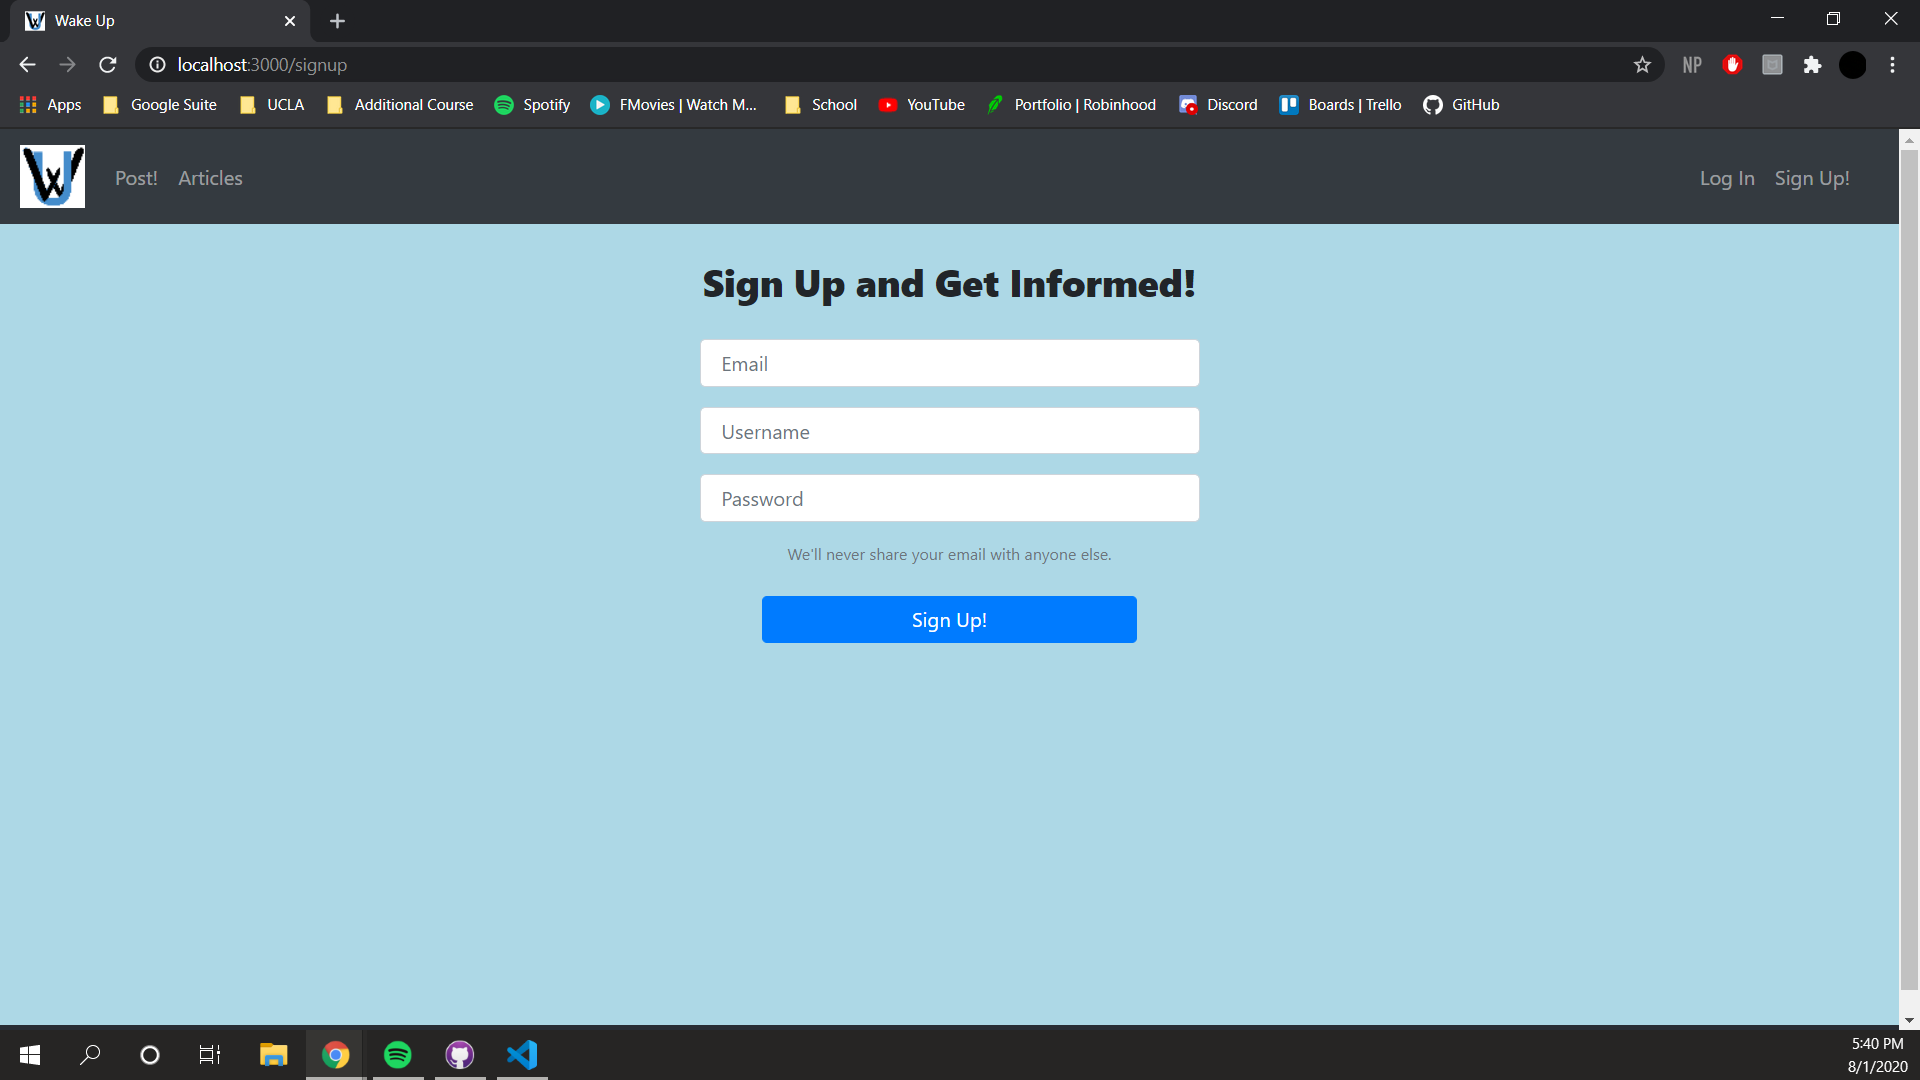 Wake Up
localhost:3000/signup
NP
Apps Google Suite UCLA Additional Course Spotify FMovies | Watch M... School YouTube Portfolio | Robinhood Discord Boards | Trello GitHub
WU Post! Articles Log In Sign Up!
Sign Up and Get Informed!
Email
Username
Password
We'll never share your email with anyone else.
Sign Up!
5:40 PM
8/1/2020